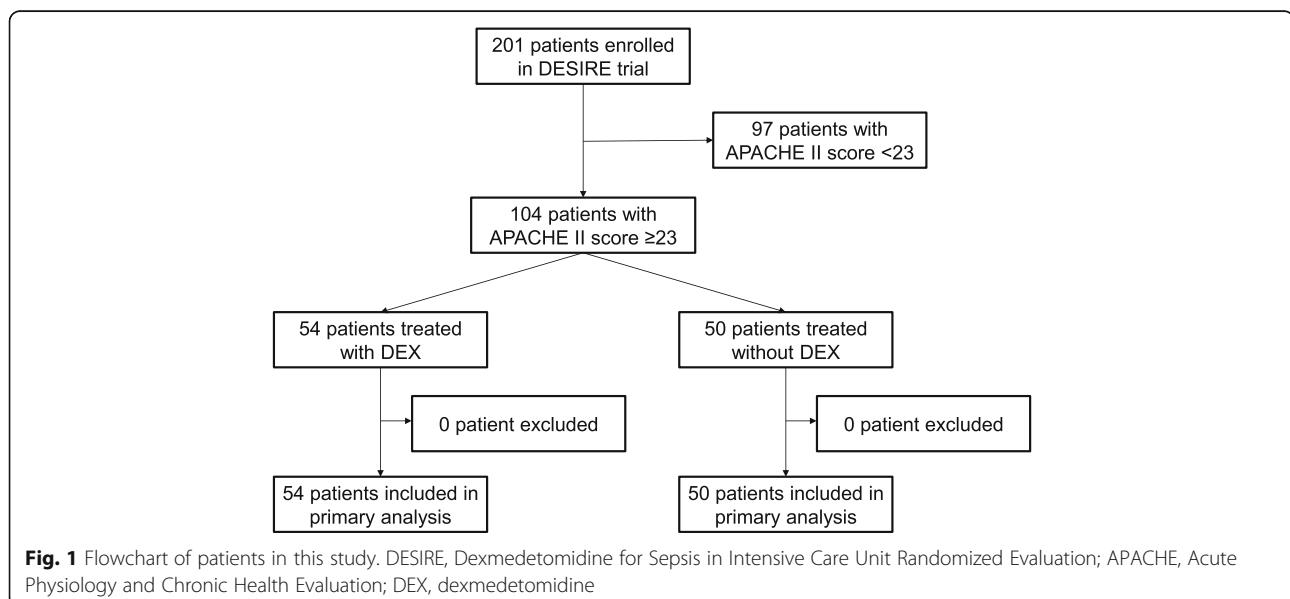 201 patients enrolled
in DESIRE trial
97 patients with
APACHE II score <23
104 patients with
APACHE II score ≥23
54 patients treated
with DEX
50 patients treated
without DEX
0 patient excluded
0 patient excluded
54 patients included in
primary analysis
50 patients included in
primary analysis
Fig. 1 Flowchart of patients in this study. DESIRE, Dexmedetomidine for Sepsis in Intensive Care Unit Randomized Evaluation; APACHE, Acute
Physiology and Chronic Health Evaluation; DEX, dexmedetomidine